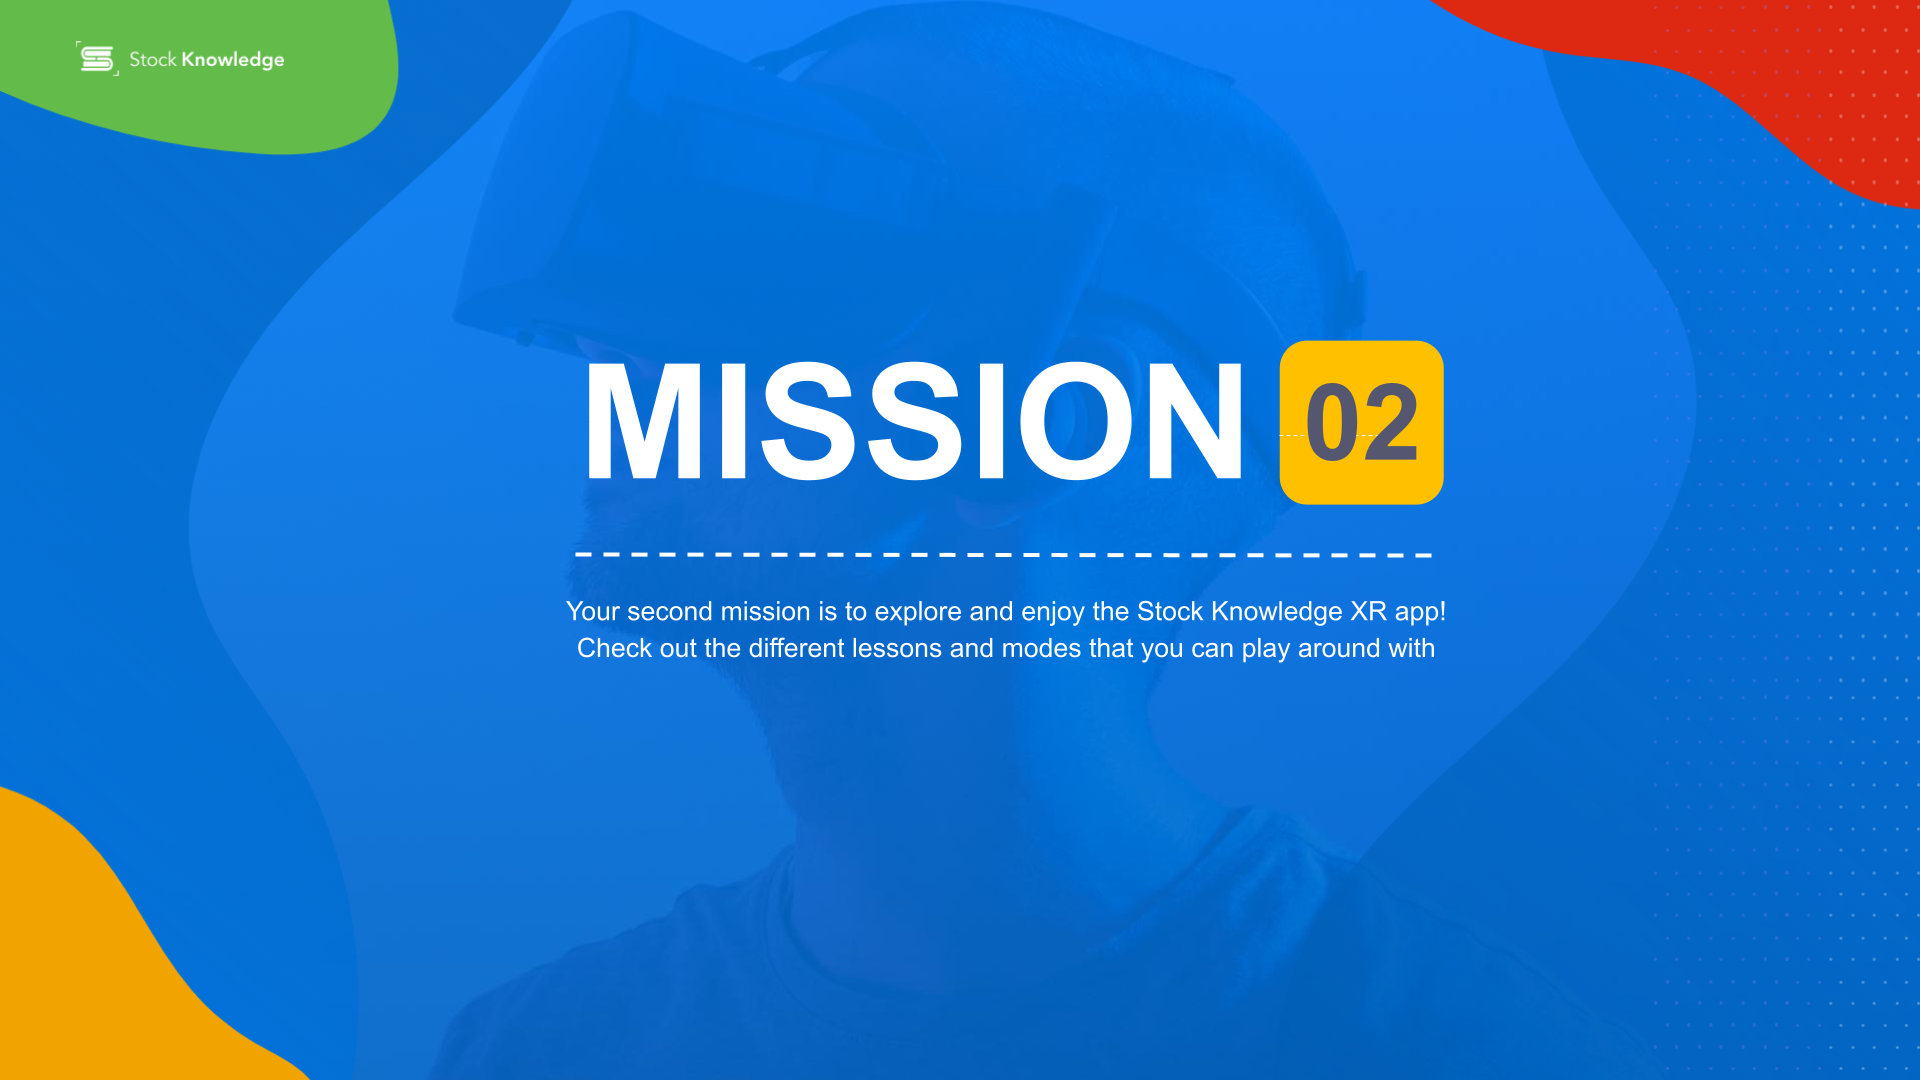 Stock Knowledge
MISSION 02
Your second mission is to explore and enjoy the Stock Knowledge XR app!
Check out the different lessons and modes that you can play around with